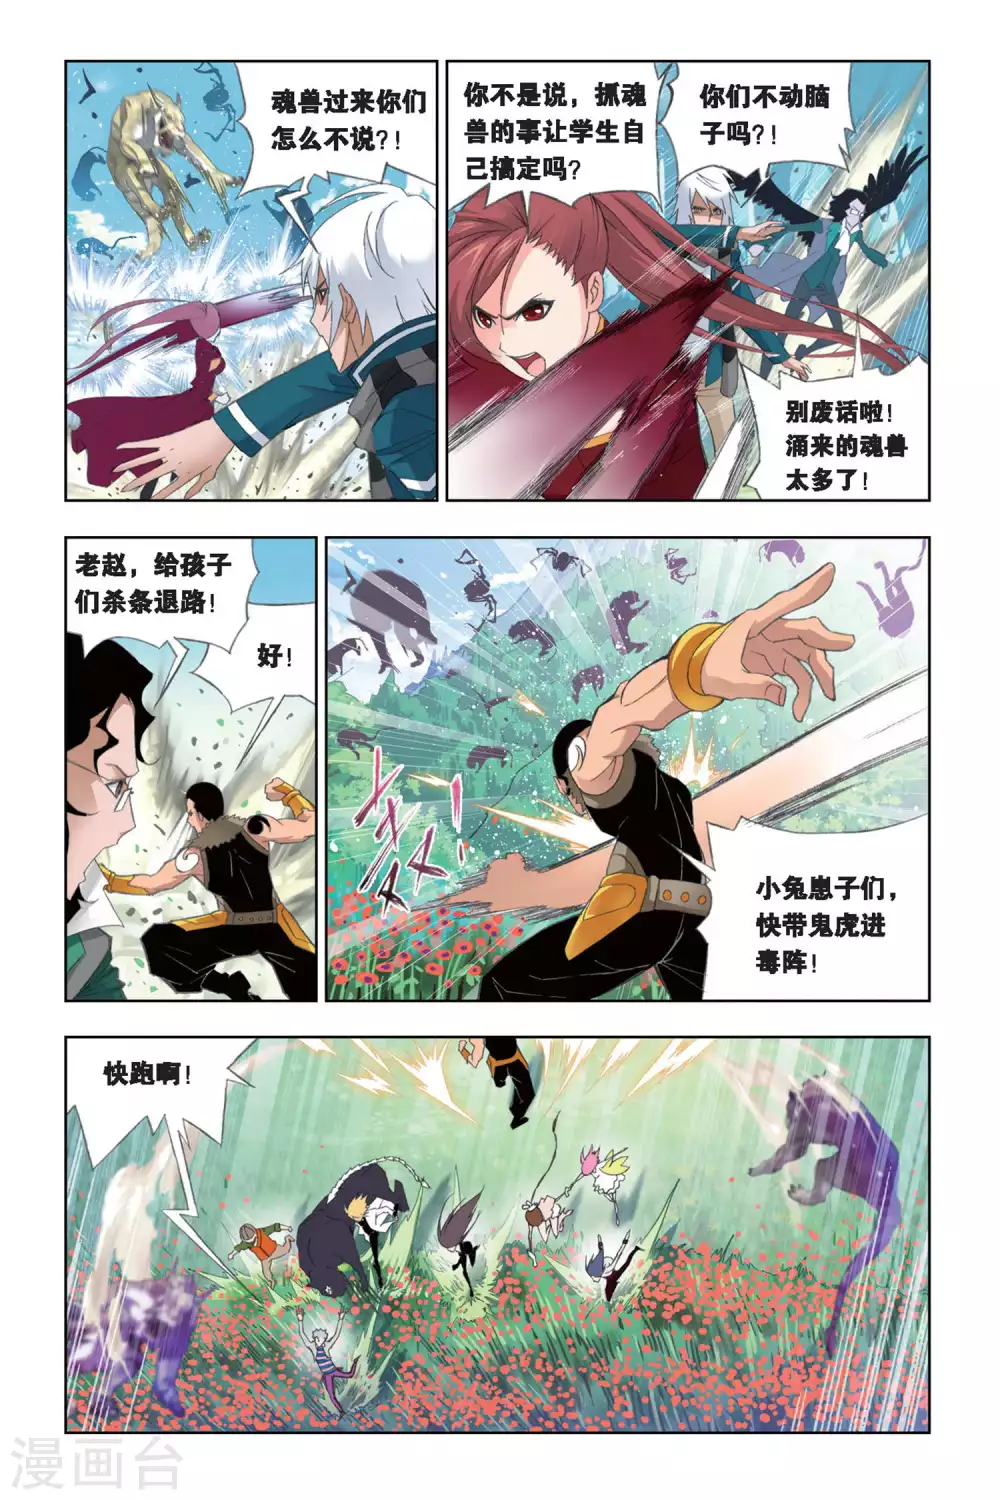 魂兽过来你们
怎么不说?!
你不是说，抓魂
兽的事让学生自
己搞定吗?
你们不动脑
子吗?!
别废话啦!
涌来的魂兽
太多了!
老赵，给孩子
们杀条退路!
好!
小兔崽子们，
快带鬼虎进
毒阵!
快跑啊!
漫画台